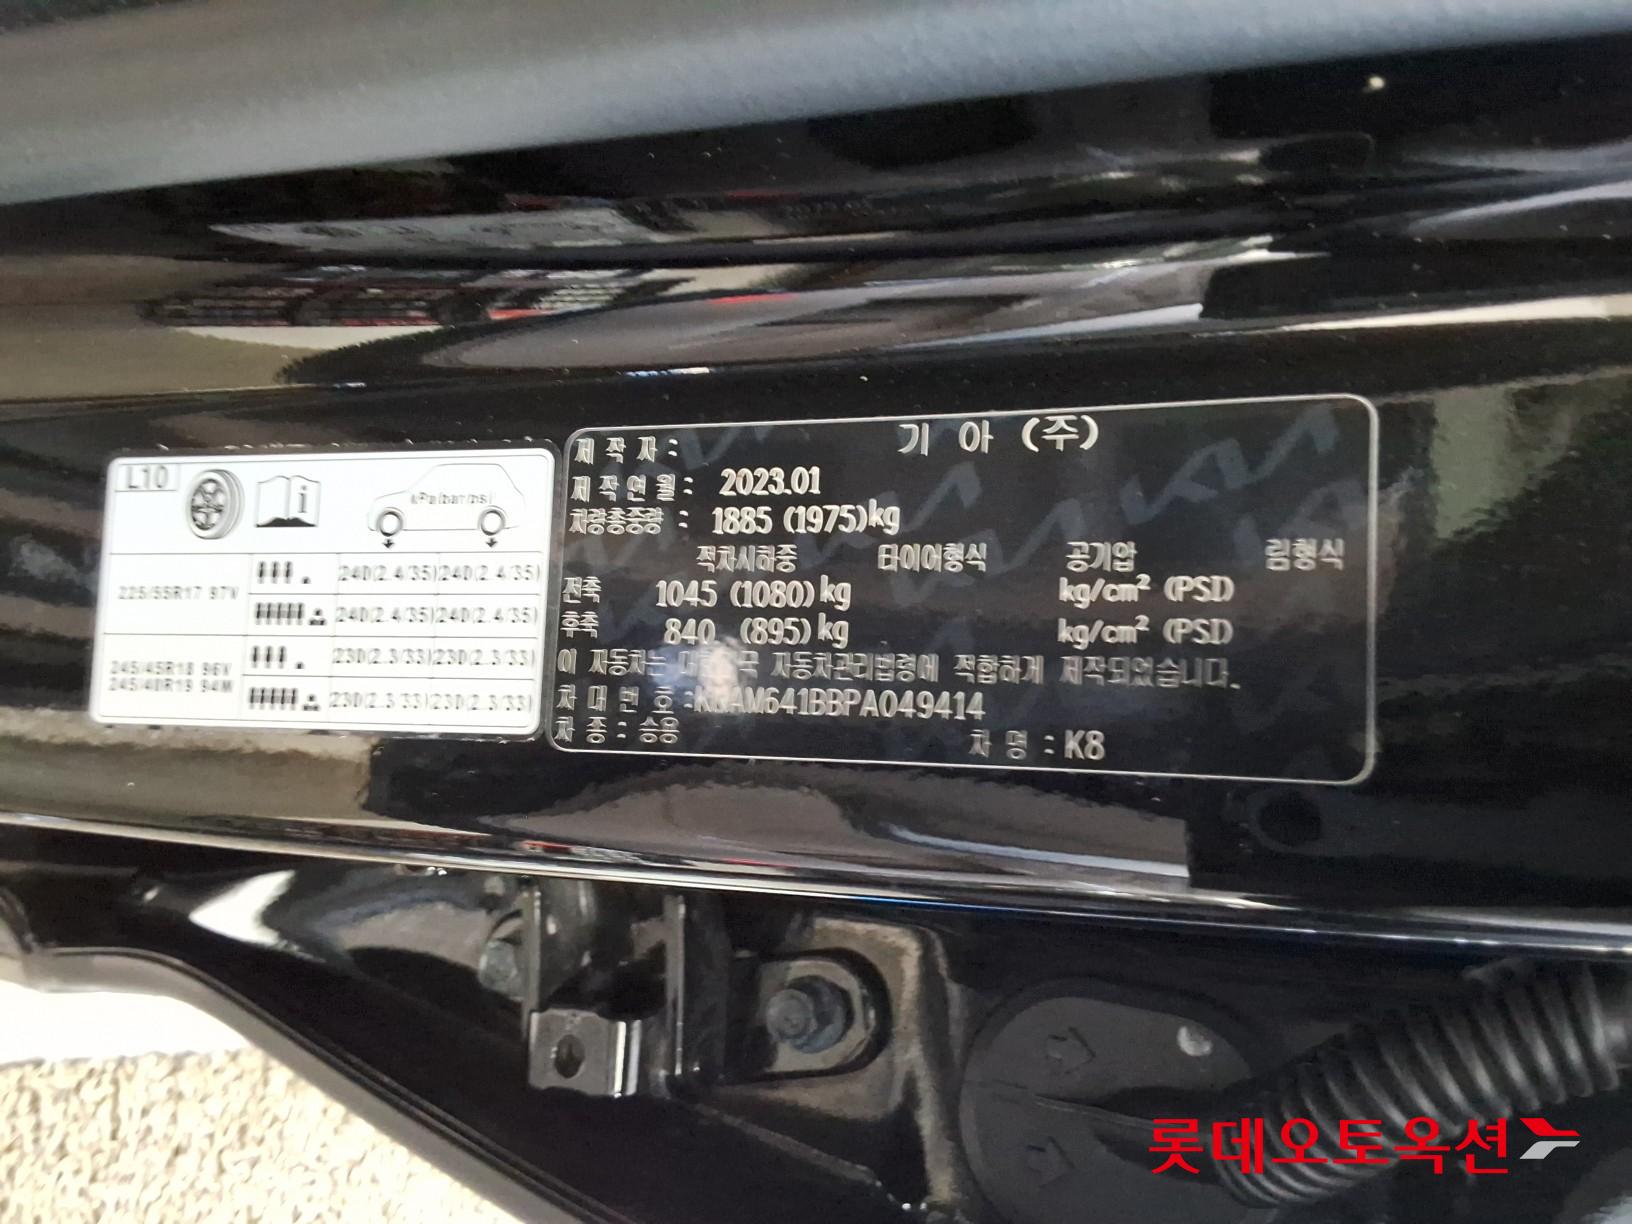 L10
kPa(bar/psi)
225/55R17 97V
240(2.4/35) 240(2.4/35)
240(2.4/35) 240(2.4/35)
245/45R18 96V
245/40R19 94W
230(2.3/33) 230(2.3/33)
230(2.3/33) 230(2.3/33)
제작자 : 기아(주)
제작연월 : 2023.01
차량총중량 : 1885 (1975)kg
적차시하중 타이어형식 공기압 림형식
전축 1045 (1080)kg kg/cm² (PSI)
후축 840 (895)kg kg/cm² (PSI)
이 자동차는 자동차관리법령에 적합하게 제작되었습니다.
차대번호 :
차종 : 승용 차명 : K8
롯데오토옥션